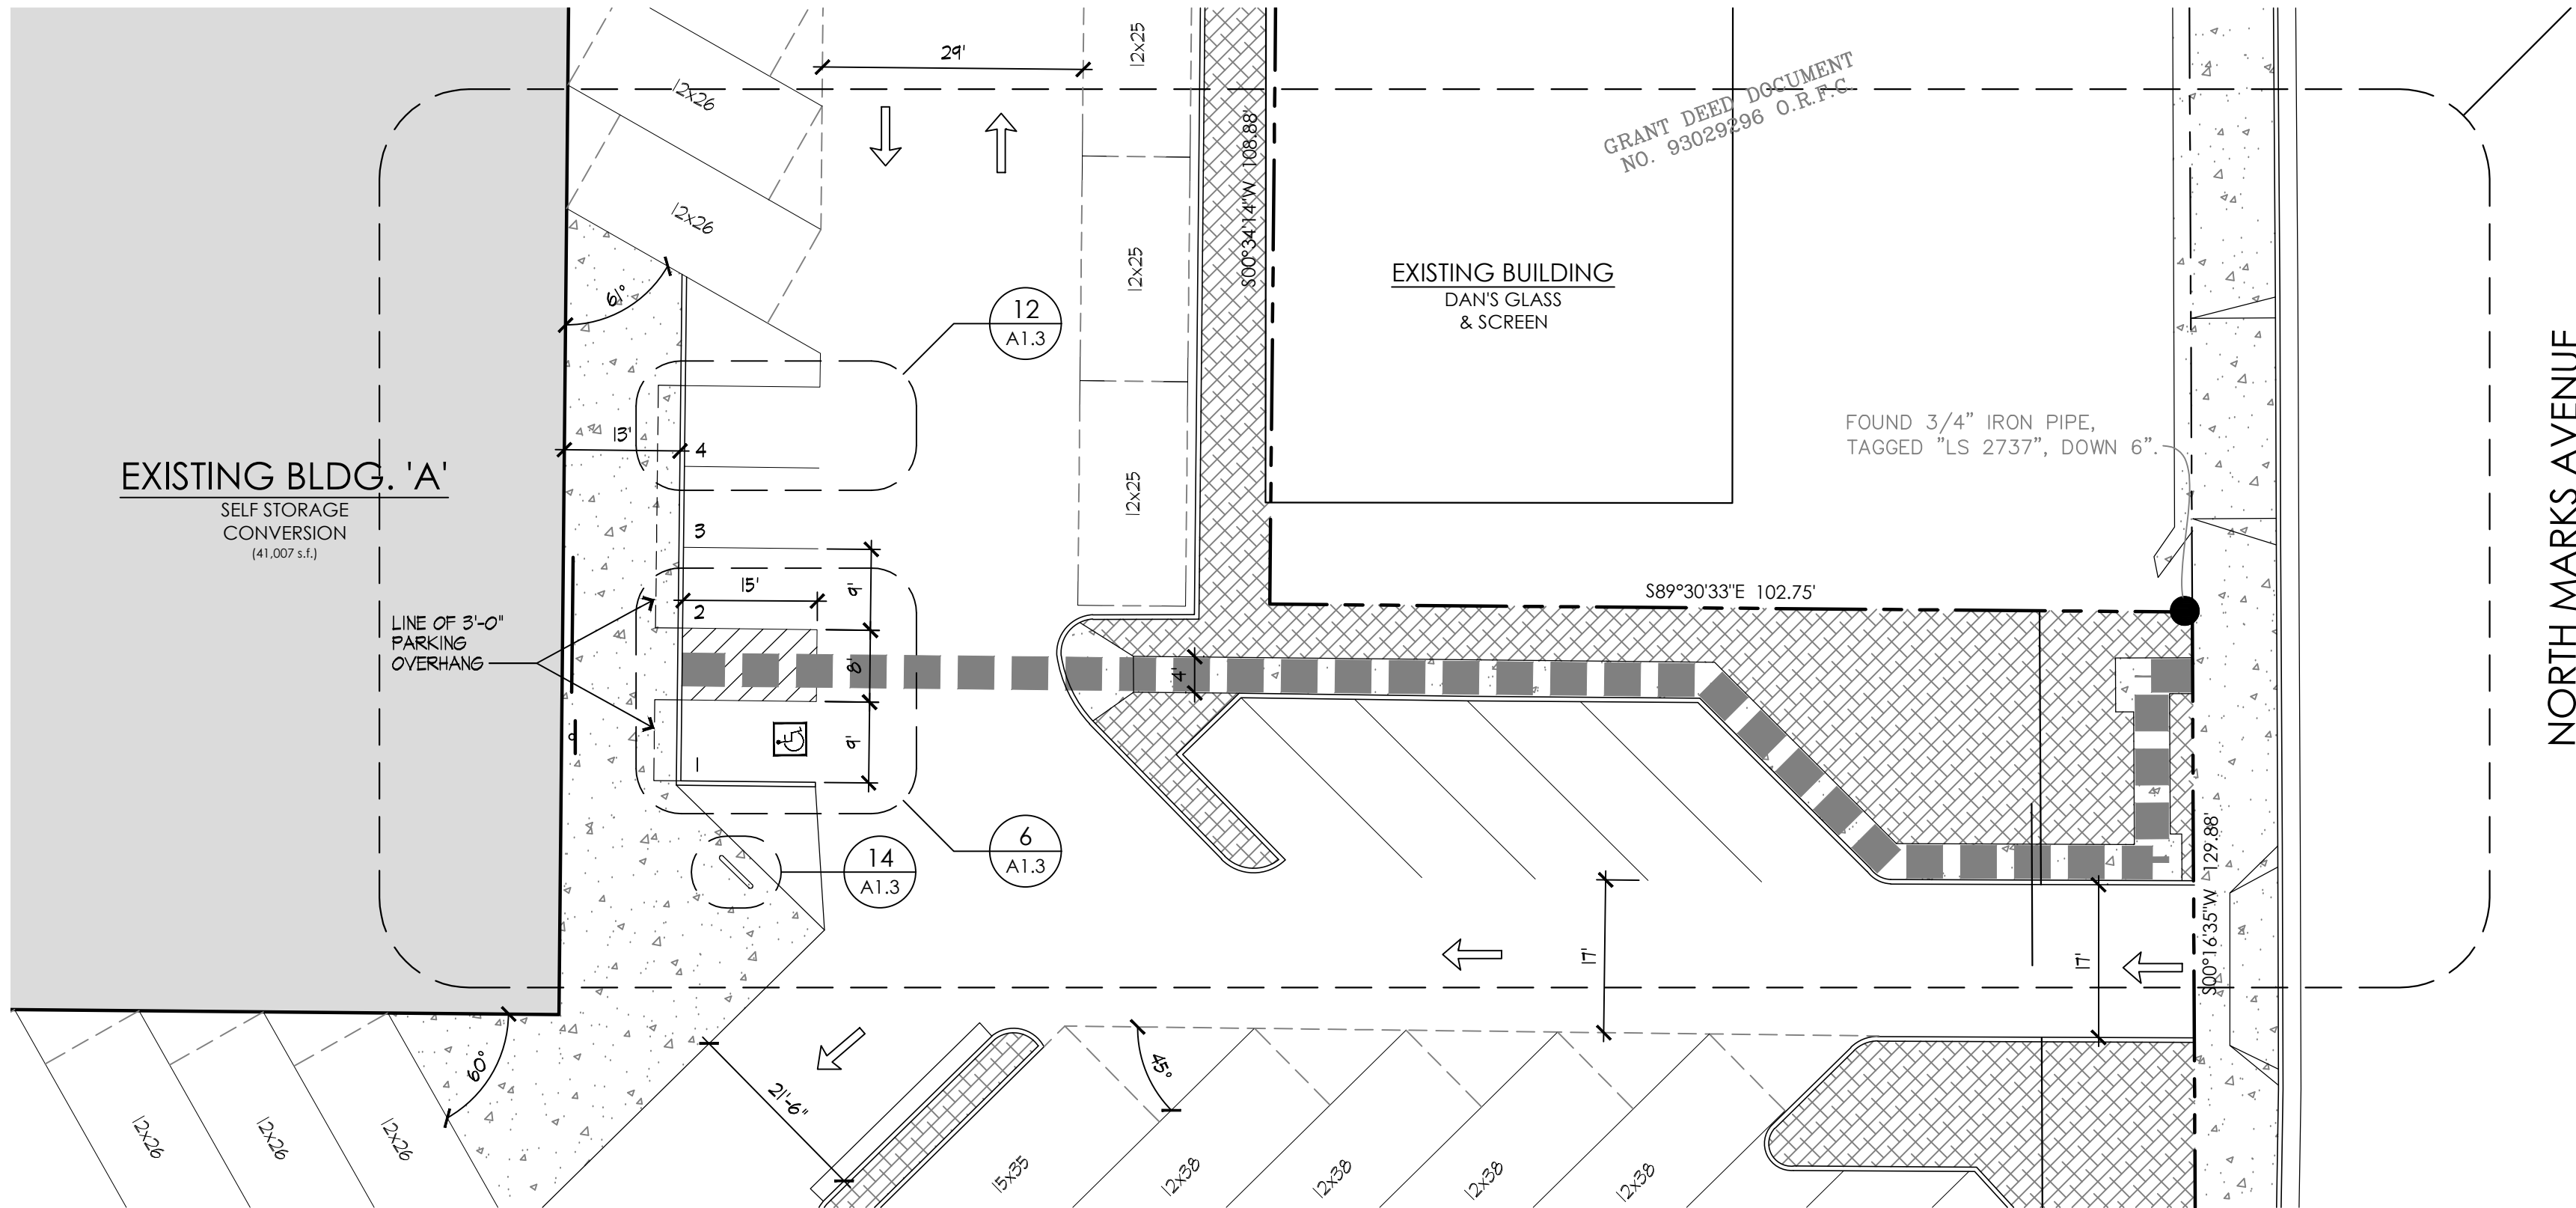 29'
12x25
12x26
GRANT DEED DOCUMENT
NO. 93029296 O.R.F.C.
S00°34'14"W 108.88'
12x26
12x25
EXISTING BUILDING
DAN'S GLASS
& SCREEN
61°
12
A1.3
NORTH MARKS AVENUE
FOUND 3/4" IRON PIPE,
TAGGED "LS 2737", DOWN 6".
13'
4
EXISTING BLDG. 'A'
SELF STORAGE
CONVERSION
(41,007 s.f.)
12x25
3
15'
9'
S89°30'33"E 102.75'
2
LINE OF 3'-0"
PARKING
OVERHANG
8'
4'
9'
1
6
A1.3
14
A1.3
S00°16'35"W 129.88'
17'
17'
60°
45°
21'-6"
12x26
12x26
12x26
15x35
12x38
12x38
12x38
12x38